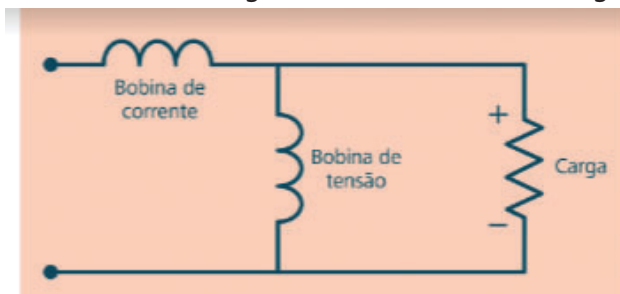 Bobina de
corrente
Bobina de
tensão
+
Carga
–